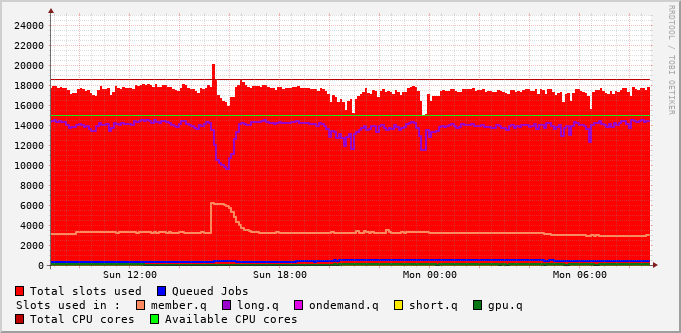 RRDTOOL / TOBI OETIKER
24000
22000
20000
18000
16000
14000
12000
10000
8000
6000
4000
2000
0
Sun 12:00 Sun 18:00 Mon 00:00 Mon 06:00
Total slots used Queued Jobs
Slots used in : member.q long.q ondemand.q short.q gpu.q
Total CPU cores Available CPU cores